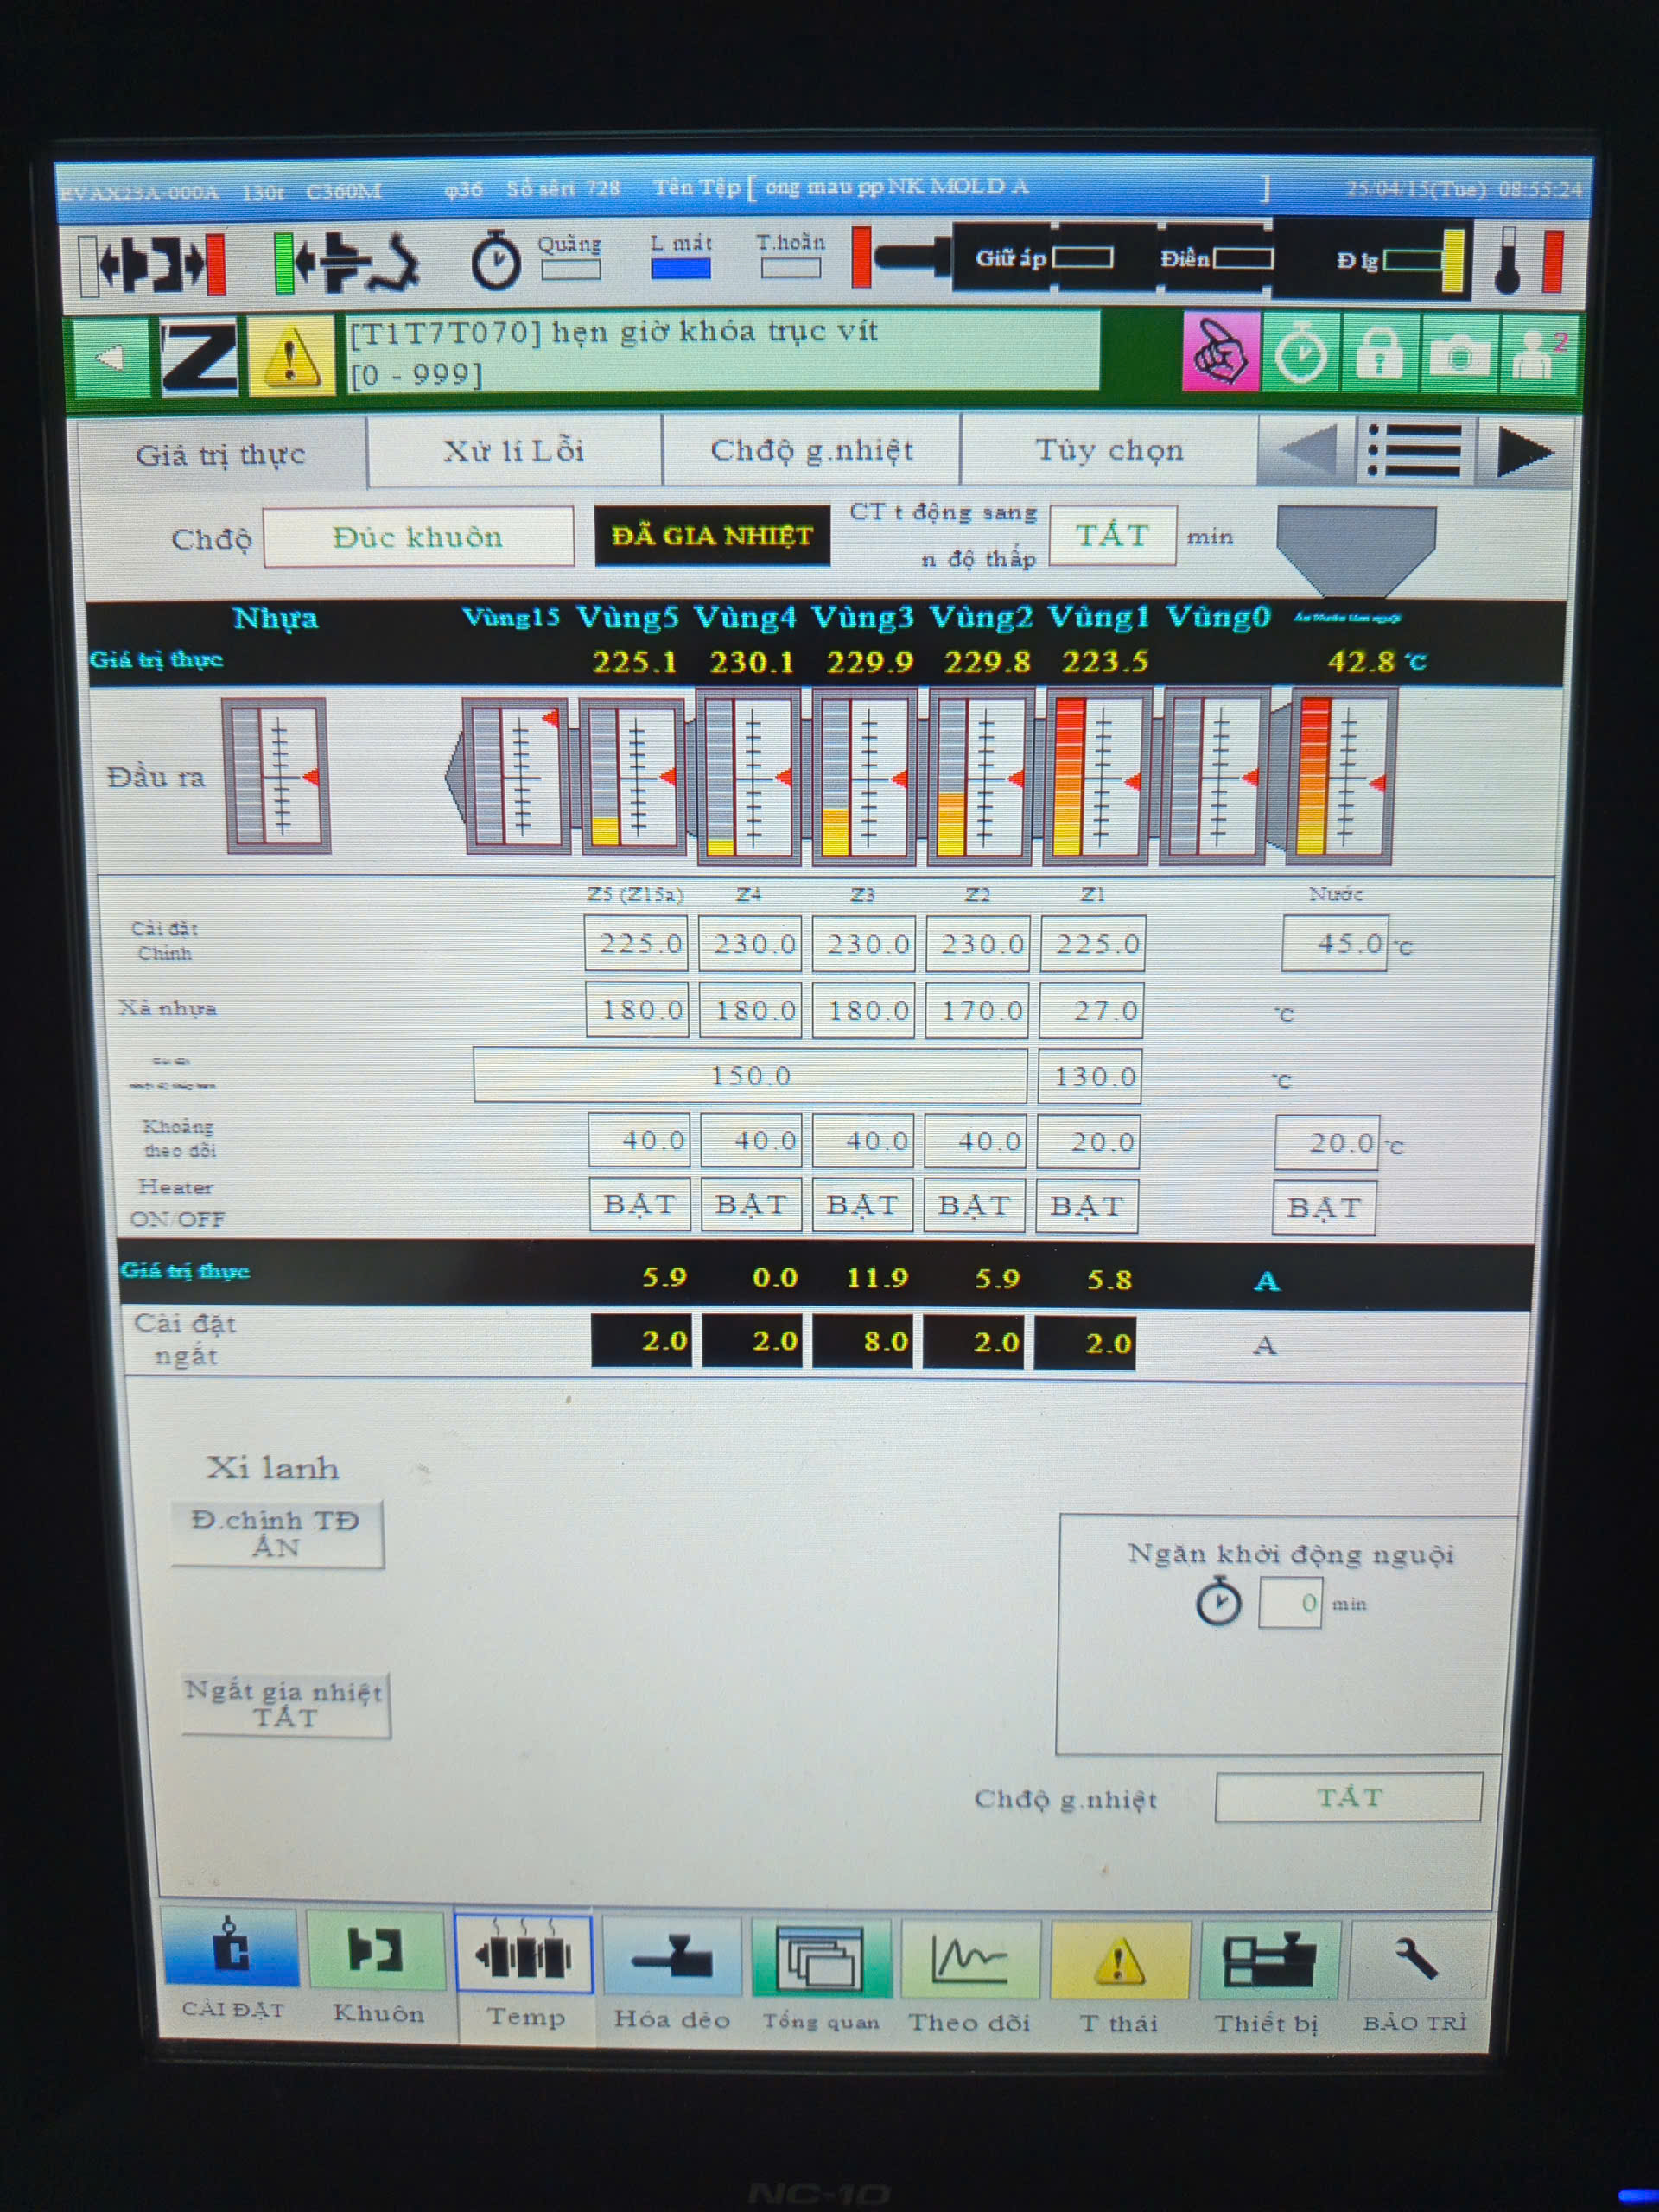 EVAX23A-000A 130t C360M φ36 Số sêri 728 Tên Tệp [ ong mau pp NK MOLD A ] 25/04/15(Tue) 08:55:24
Quãng L mát T.hoãn Giữ áp Điền Đ lg
[T1T7T070] hẹn giờ khóa trục vít
[0 - 999]
2
Giá trị thực Xử lí Lỗi Chđộ g.nhiệt Tùy chọn
Chđộ Đúc khuôn ĐÃ GIA NHIỆT CT t động sang n độ thấp TẮT min
Nhựa Vùng15 Vùng5 Vùng4 Vùng3 Vùng2 Vùng1 Vùng0
Giá trị thực 225.1 230.1 229.9 229.8 223.5 42.8 °C
Đầu ra
Z5 (Z15a) Z4 Z3 Z2 Z1 Nước
Cài đặt Chính 225.0 230.0 230.0 230.0 225.0 45.0 °C
Xả nhựa 180.0 180.0 180.0 170.0 27.0 °C
150.0 130.0 °C
Khoảng theo dõi 40.0 40.0 40.0 40.0 20.0 20.0 °C
Heater ON/OFF BẬT BẬT BẬT BẬT BẬT BẬT
Giá trị thực 5.9 0.0 11.9 5.9 5.8 A
Cài đặt ngắt 2.0 2.0 8.0 2.0 2.0 A
Xi lanh
Đ.chỉnh TĐ
ẤN
Ngăn khởi động nguội
0 min
Ngắt gia nhiệt
TẮT
Chđộ g.nhiệt TẮT
CÀI ĐẶT Khuôn Temp Hóa dẻo Tổng quan Theo dõi T thái Thiết bị BẢO TRÌ
NC-10